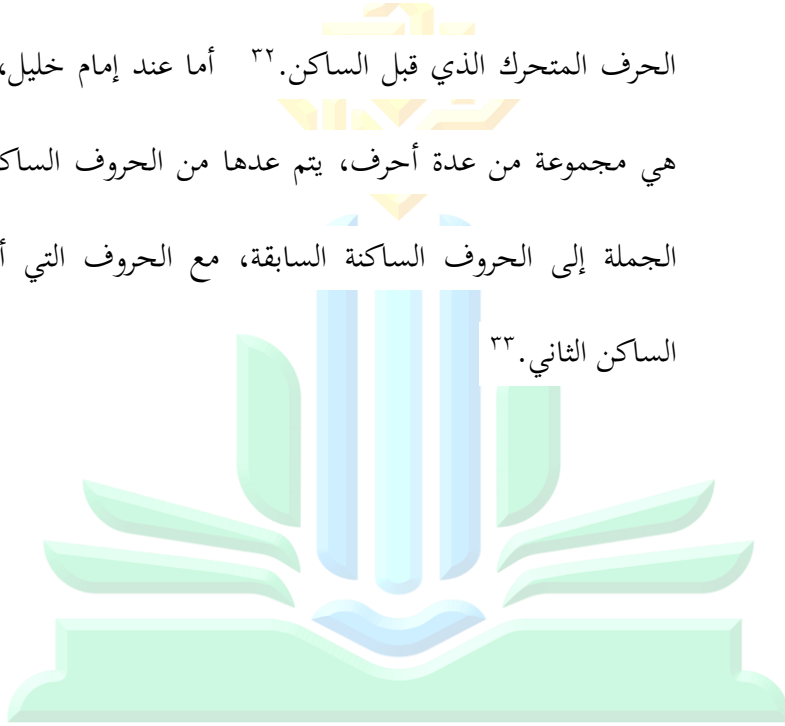 الحرف المتحرك الذي قبل الساكن.٣٢ أما عند إمام خليل،
هي مجموعة من عدة أحرف، يتم عدها من الحروف
الجملة إلى الحروف الساكنة السابقة، مع الحروف التي
الساكن الثاني.٣٣